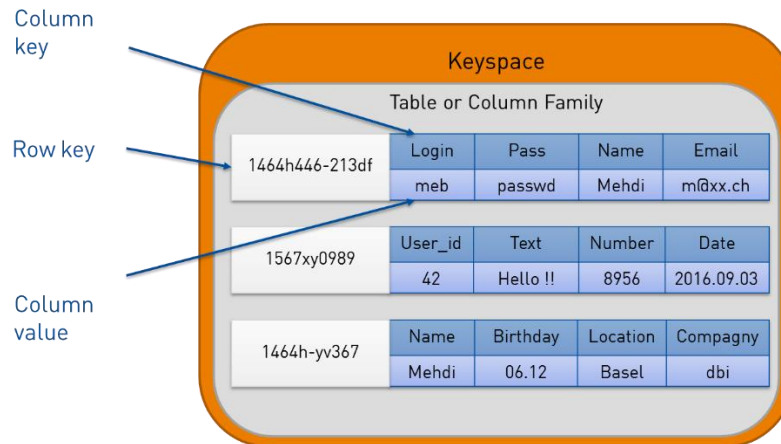 Column
key
Keyspace
Table or Column Family
Row key
1464h446-213df
Login Pass Name Email
meb passwd Mehdi m@xx.ch
1567xy0989
User_id Text Number Date
42 Hello !! 8956 2016.09.03
Column
value
1464h-yv367
Name Birthday Location Compagny
Mehdi 06.12 Basel dbi